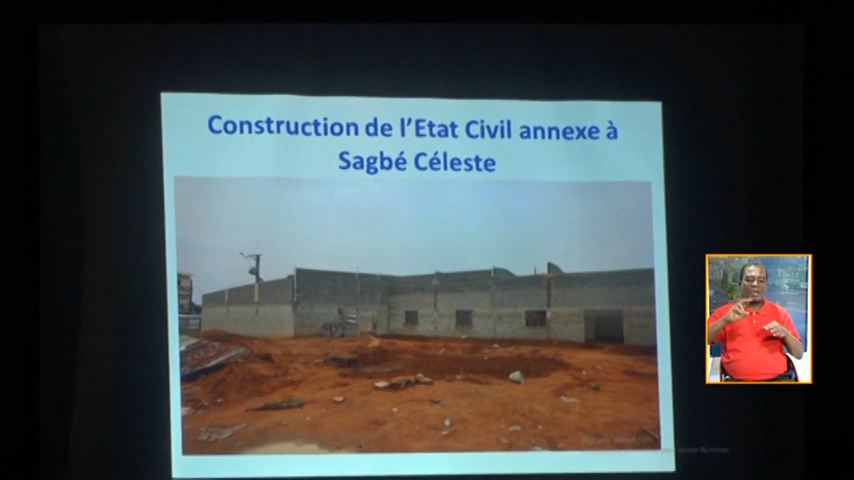 Construction de l'Etat Civil annexe à
Sagbé Céleste